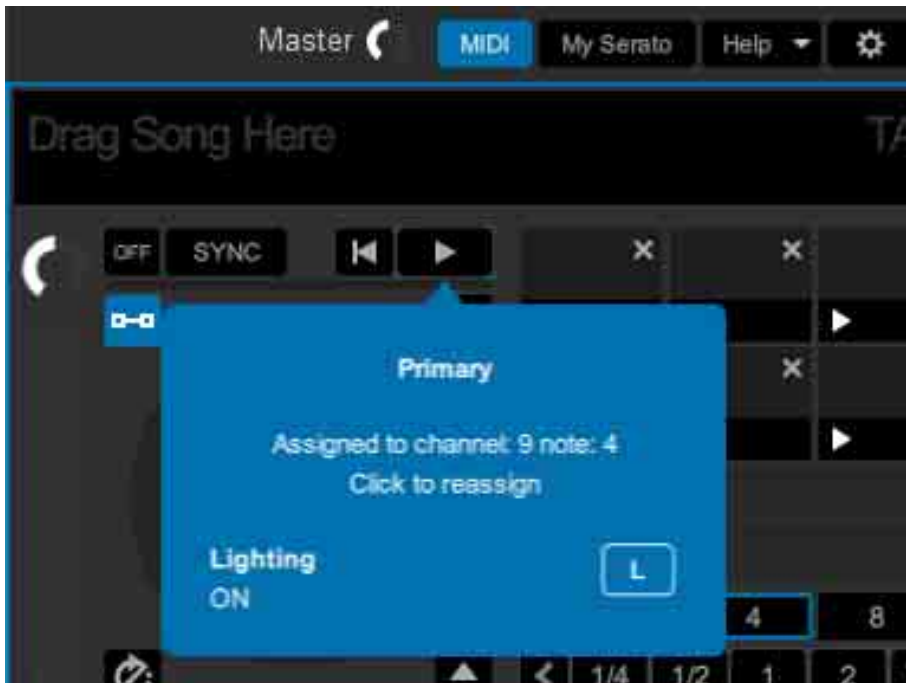 Master MIDI My Serato Help
Drag Song Here TA
OFF SYNC
Primary
Assigned to channel: 9 note: 4
Click to reassign
Lighting L
ON
4 8
1/4 1/2 1 2